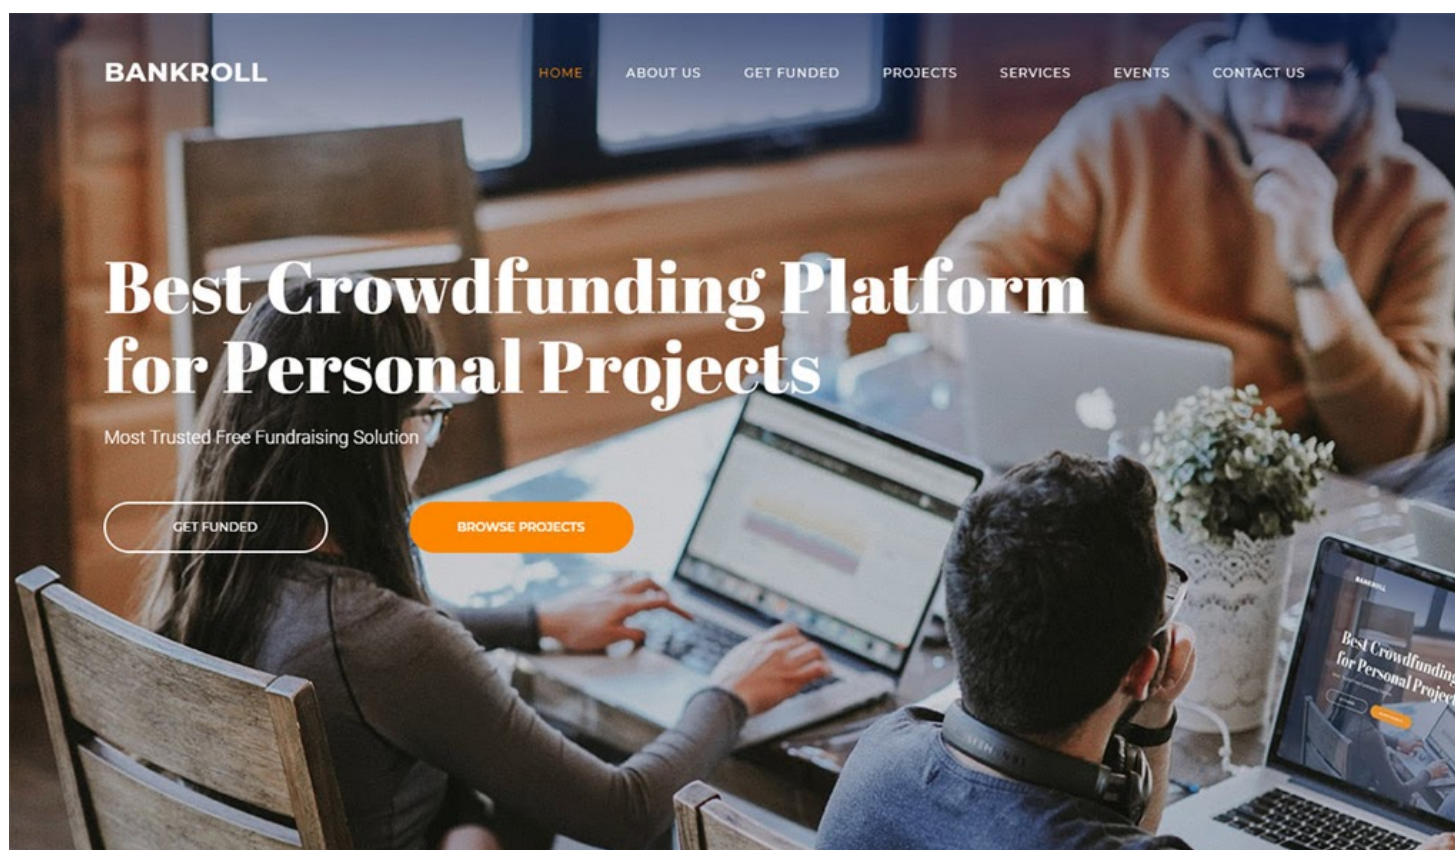 BANKROLL
HOME ABOUT US GET FUNDED PROJECTS SERVICES EVENTS CONTACT US
Best Crowdfunding Platform
for Personal Projects
Most Trusted Free Fundraising Solution
GET FUNDED BROWSE PROJECTS
BANKROLL
Best Crowdfunding
for Personal